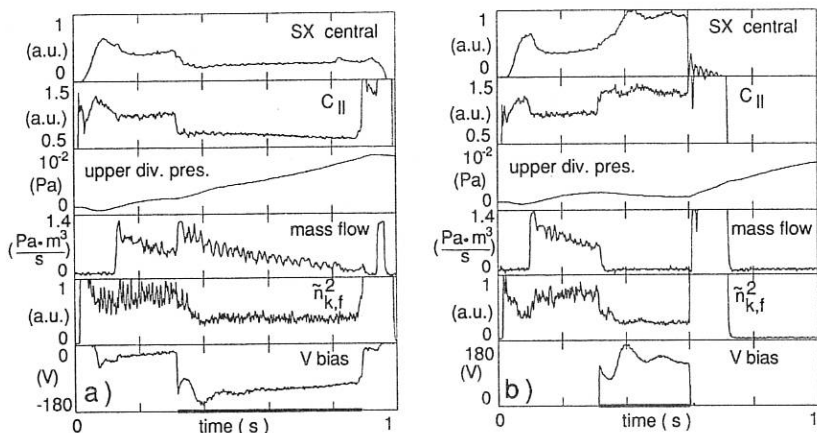 1
SX central
(a.u.)
0
1.5
C||
(a.u.)
0.5
10-2
upper div. pres.
(Pa)
0
1.4
mass flow
(Pa•m3/s)
0
1
ñ2k,f
(a.u.)
0
0
V bias
(V)
a)
-180
0 time ( s ) 1
1
SX central
(a.u.)
0
1.5
C||
(a.u.)
0.5
10-2
upper div. pres.
(Pa)
0
1.4
mass flow
(Pa•m3/s)
0
1
ñ2k,f
(a.u.)
0
V bias
180
(V)
b)
0
0 time ( s ) 1